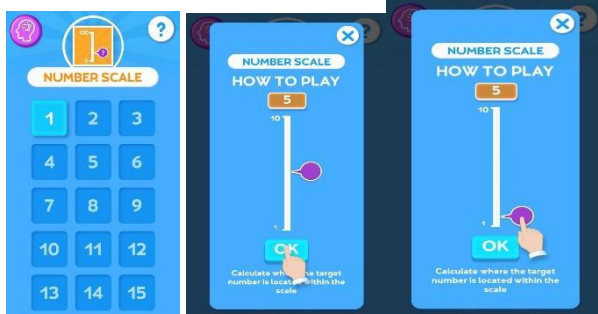 100
?
0
?
NUMBER SCALE
1 2 3
4 5 6
7 8 9
10 11 12
13 14 15
NUMBER SCALE
HOW TO PLAY
5
10
1
OK
Calculate where the target
number is located within the
scale
NUMBER SCALE
HOW TO PLAY
5
10
1
OK
Calculate where the target
number is located within the
scale